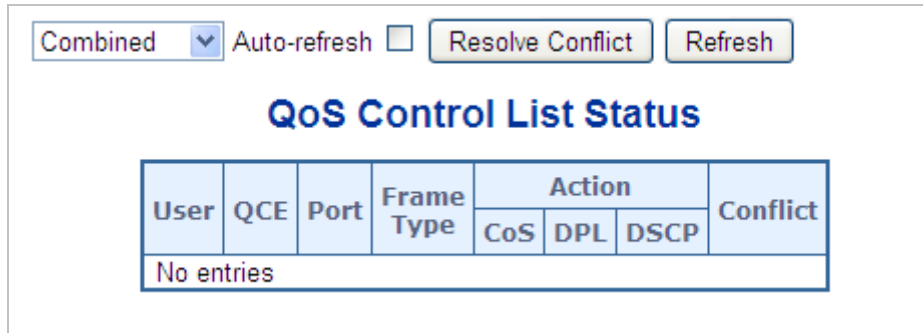 Combined Auto-refresh Resolve Conflict Refresh
QoS Control List Status
User QCE Port Frame Type Action Conflict
CoS DPL DSCP
No entries